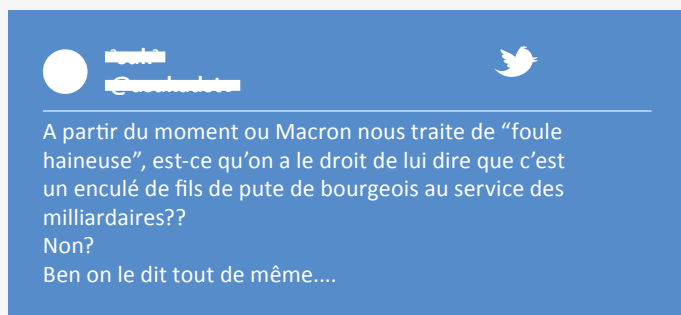 A partir du moment ou Macron nous traite de “foule
haineuse”, est-ce qu’on a le droit de lui dire que c’est
un enculé de fils de pute de bourgeois au service des
milliardaires??
Non?
Ben on le dit tout de même....